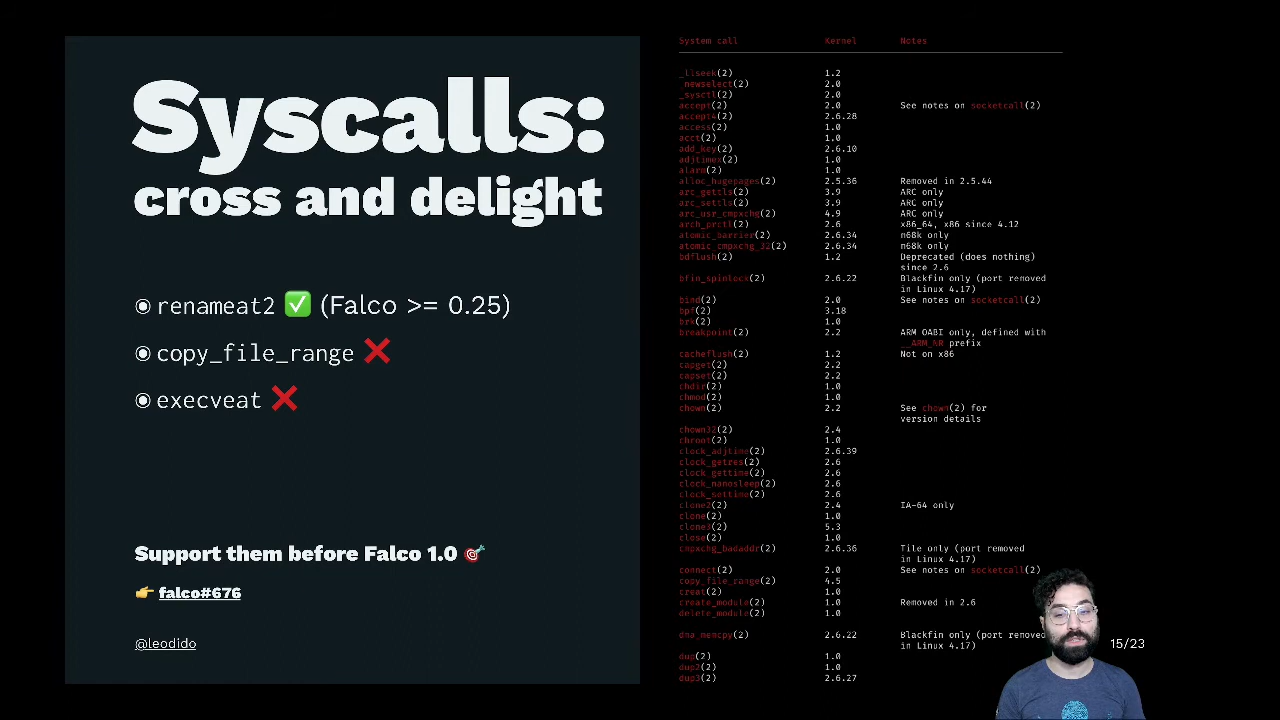 Syscalls:
cross and delight
◉ renameat2 ✅ (Falco >= 0.25)
◉ copy_file_range ❌
◉ execveat ❌
Support them before Falco 1.0 🎯
👉 falco#676
@leodido
System call Kernel Notes
_llseek(2) 1.2
_newselect(2) 2.0
_sysctl(2) 2.0
accept(2) 2.0 See notes on socketcall(2)
accept4(2) 2.6.28
access(2) 1.0
acct(2) 1.0
add_key(2) 2.6.10
adjtimex(2) 1.0
alarm(2) 1.0
alloc_hugepages(2) 2.5.36 Removed in 2.5.44
arc_gettls(2) 3.9 ARC only
arc_settls(2) 3.9 ARC only
arc_usr_cmpxchg(2) 4.9 ARC only
arch_prctl(2) 2.6 x86_64, x86 since 4.12
atomic_barrier(2) 2.6.34 m68k only
atomic_cmpxchg_32(2) 2.6.34 m68k only
bdflush(2) 1.2 Deprecated (does nothing)
since 2.6
bfin_spinlock(2) 2.6.22 Blackfin only (port removed
in Linux 4.17)
bind(2) 2.0 See notes on socketcall(2)
bpf(2) 3.18
brk(2) 1.0
breakpoint(2) 2.2 ARM OABI only, defined with
__ARM_NR prefix
cacheflush(2) 1.2 Not on x86
capget(2) 2.2
capset(2) 2.2
chdir(2) 1.0
chmod(2) 1.0
chown(2) 2.2 See chown(2) for
version details
chown32(2) 2.4
chroot(2) 1.0
clock_adjtime(2) 2.6.39
clock_getres(2) 2.6
clock_gettime(2) 2.6
clock_nanosleep(2) 2.6
clock_settime(2) 2.6
clone2(2) 2.4 IA-64 only
clone(2) 1.0
clone3(2) 5.3
close(2) 1.0
cmpxchg_badaddr(2) 2.6.36 Tile only (port removed
in Linux 4.17)
connect(2) 2.0 See notes on socketcall(2)
copy_file_range(2) 4.5
creat(2) 1.0
create_module(2) 1.0 Removed in 2.6
delete_module(2) 1.0
dma_memcpy(2) 2.6.22 Blackfin only (port removed
in Linux 4.17)
dup(2) 1.0
dup2(2) 1.0
dup3(2) 2.6.27
15/23